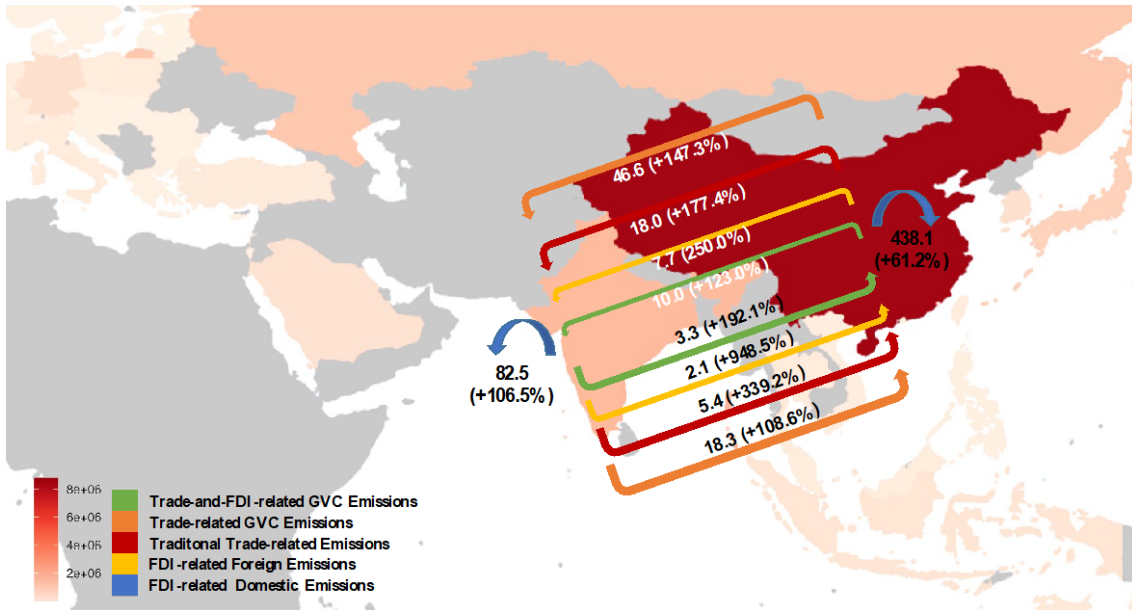 46.6 (+147.3%)
18.0 (+177.4%)
7.7 (250.0%)
10.0 (+123.0%)
438.1
(+61.2%)
3.3 (+192.1%)
2.1 (+948.5%)
5.4 (+339.2%)
18.3 (+108.6%)
82.5
(+106.5%)
8e+06
6e+06
4e+06
2e+06
Trade-and-FDI-related GVC Emissions
Trade-related GVC Emissions
Traditonal Trade-related Emissions
FDI-related Foreign Emissions
FDI-related Domestic Emissions